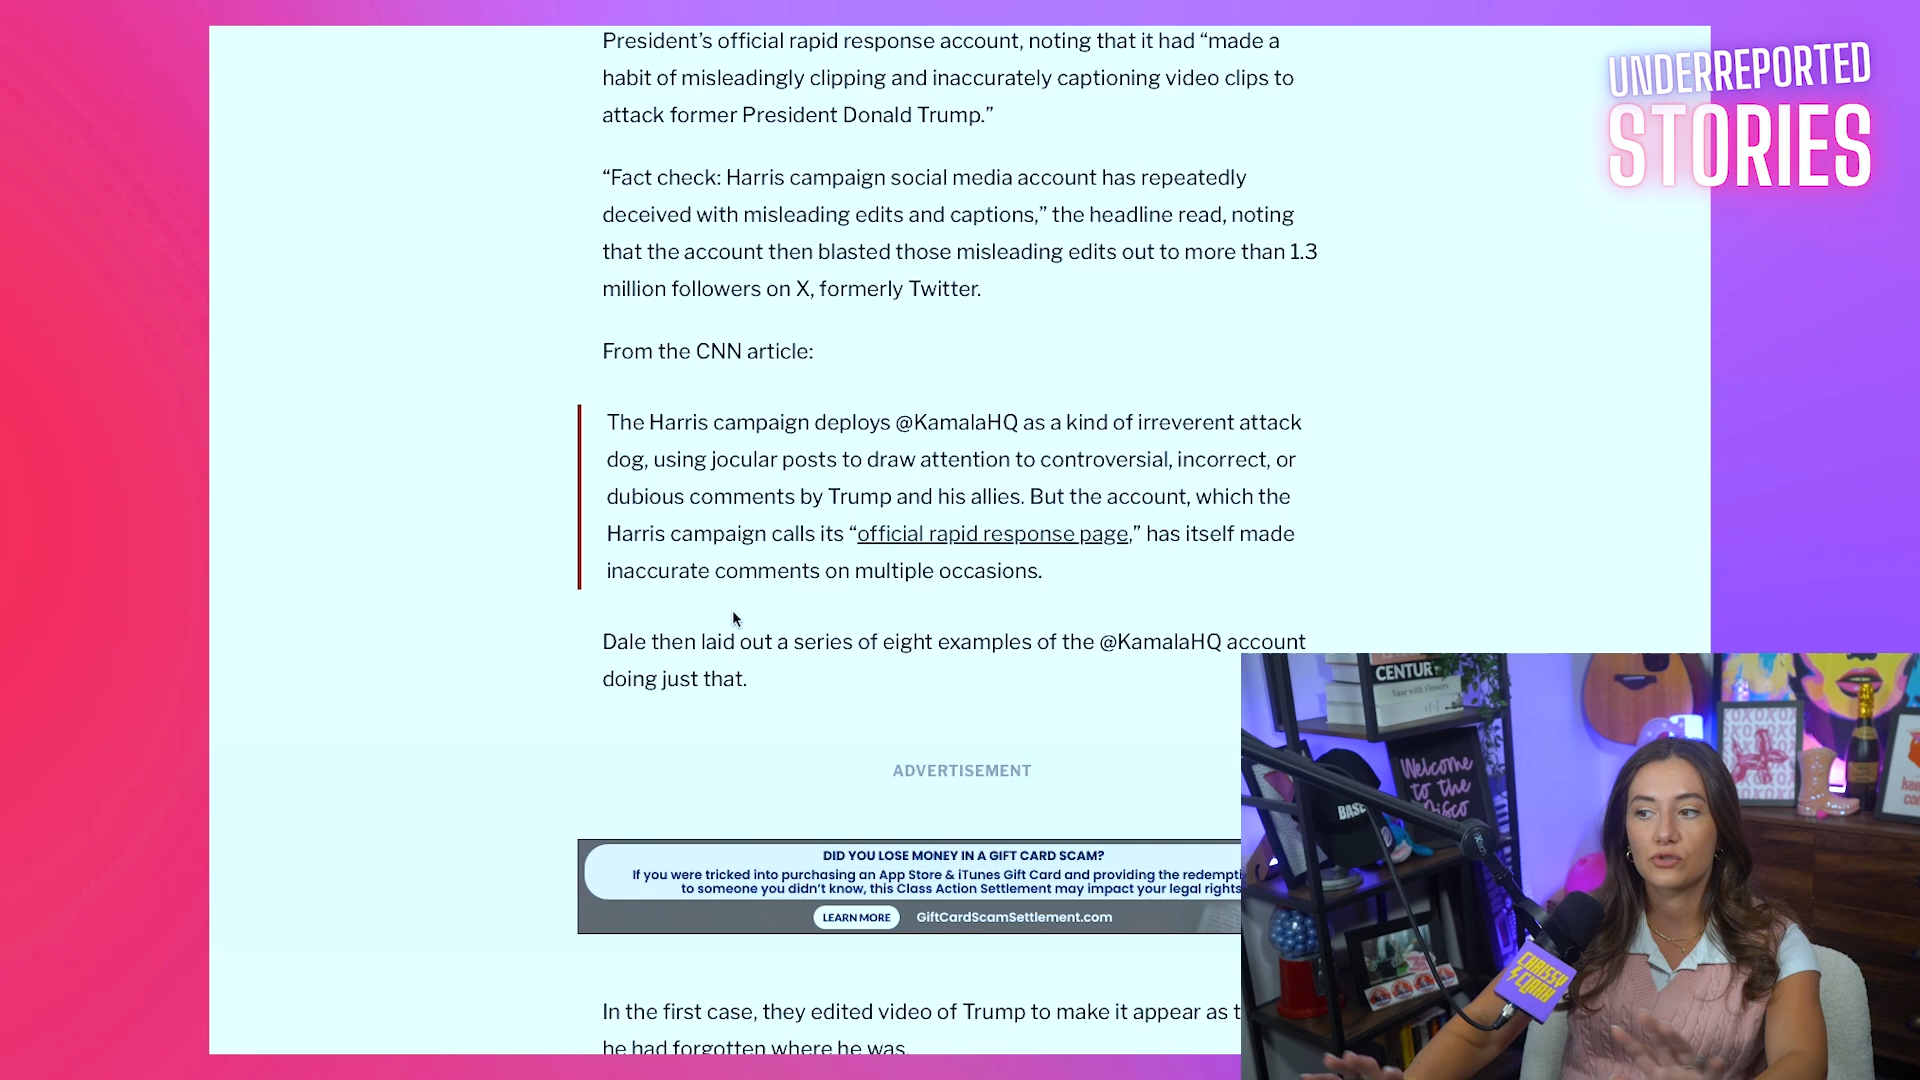 President’s official rapid response account, noting that it had “made a
habit of misleadingly clipping and inaccurately captioning video clips to
attack former President Donald Trump.”
“Fact check: Harris campaign social media account has repeatedly
deceived with misleading edits and captions,” the headline read, noting
that the account then blasted those misleading edits out to more than 1.3
million followers on X, formerly Twitter.
From the CNN article:
The Harris campaign deploys @KamalaHQ as a kind of irreverent attack
dog, using jocular posts to draw attention to controversial, incorrect, or
dubious comments by Trump and his allies. But the account, which the
Harris campaign calls its “official rapid response page,” has itself made
inaccurate comments on multiple occasions.
Dale then laid out a series of eight examples of the @KamalaHQ account
doing just that.
ADVERTISEMENT
DID YOU LOSE MONEY IN A GIFT CARD SCAM?
If you were tricked into purchasing an App Store & iTunes Gift Card and providing the redempti
to someone you didn’t know, this Class Action Settlement may impact your legal rights
LEARN MORE
GiftCardScamSettlement.com
In the first case, they edited video of Trump to make it appear as t
he had forgotten where he was.
UNDERREPORTED
STORIES
CENTUR
Vase with Flowers
Welcome
to the
Disco
BASE
XOXOXO
CHRISSY
CLARK